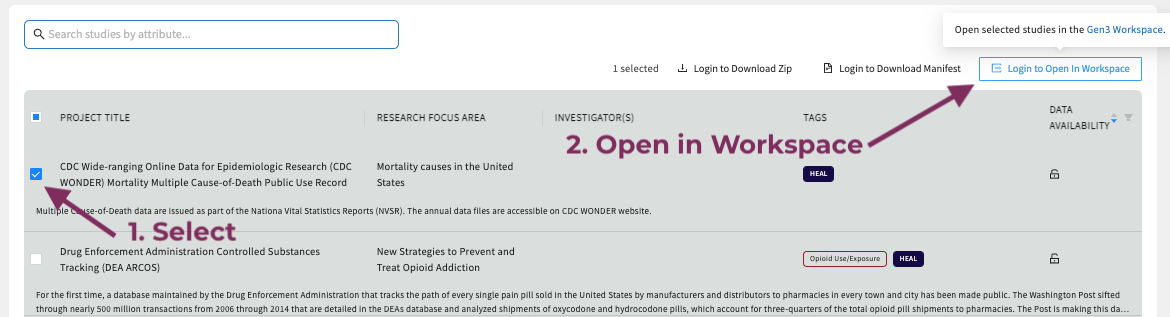 Search studies by attribute...
Open selected studies in the Gen3 Workspace.
1 selected
Login to Download Zip
Login to Download Manifest
Login to Open In Workspace
PROJECT TITLE
RESEARCH FOCUS AREA
INVESTIGATOR(S)
TAGS
DATA
AVAILABILITY
2. Open in Workspace
CDC Wide-ranging Online Data for Epidemiologic Research (CDC
WONDER) Mortality Multiple Cause-of-Death Public Use Record
Mortality causes in the United
States
HEAL
Multiple Cause-of-Death data are issued as part of the Nationa Vital Statistics Reports (NVSR). The annual data files are accessible on CDC WONDER website.
1. Select
Drug Enforcement Administration Controlled Substances
Tracking (DEA ARCOS)
New Strategies to Prevent and
Treat Opioid Addiction
Opioid Use/Exposure
HEAL
For the first time, a database maintained by the Drug Enforcement Administration that tracks the path of every single pain pill sold in the United States by manufacturers and distributors to pharmacies in every town and city has been made public. The Washington Post sifted
through nearly 500 million transactions from 2006 through 2014 that are detailed in the DEAs database and analyzed shipments of oxycodone and hydrocodone pills, which account for three-quarters of the total opioid pill shipments to pharmacies. The Post is making this da...